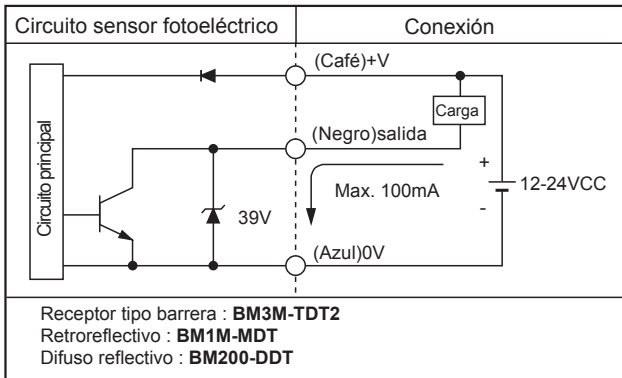 Circuito sensor fotoeléctrico
Conexión
(Café)+V
Carga
(Negro)salida
Circuito principal
+
Max. 100mA
12-24VCC
-
39V
(Azul)0V
Receptor tipo barrera : BM3M-TDT2
Retroreflectivo : BM1M-MDT
Difuso reflectivo : BM200-DDT